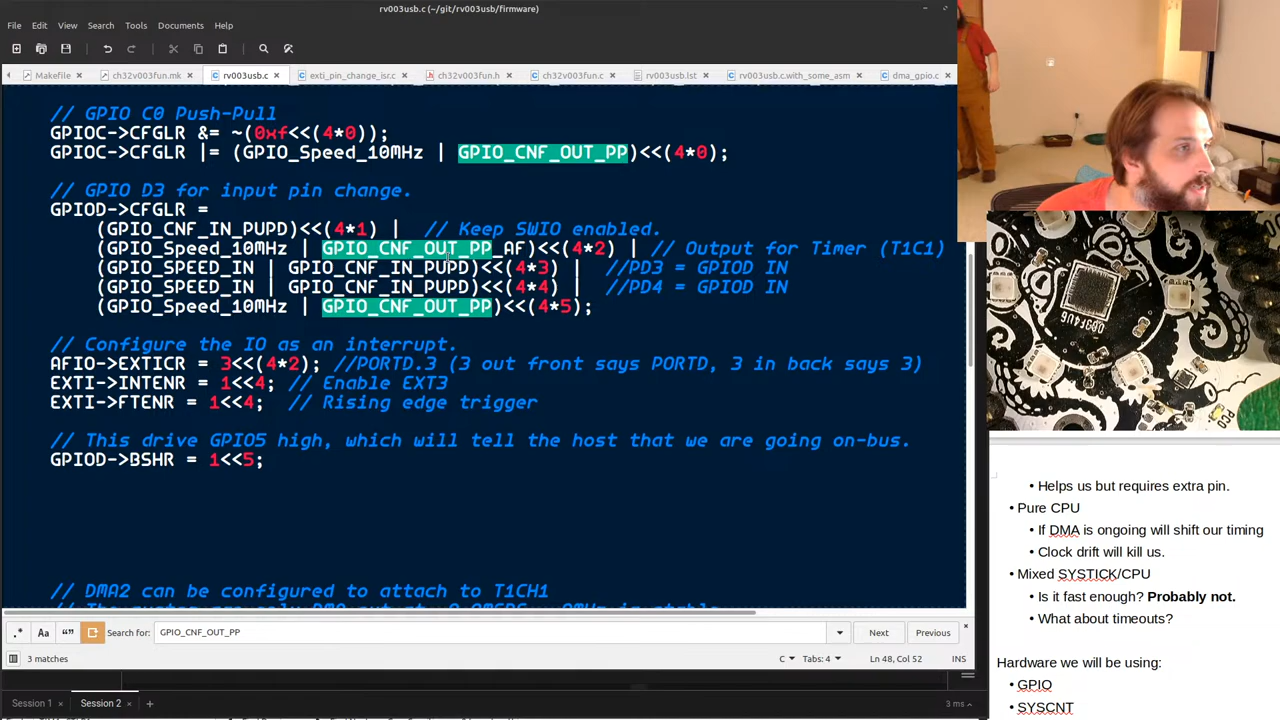 rv003usb.c (~/git/rv003usb/firmware)
File Edit View Search Tools Documents Help
Makefile ch32v003fun.mk rv003usb.c exti_pin_change_isr.c ch32v003fun.h ch32v003fun.c rv003usb.lst rv003usb.c.with_some_asm dma_gpio.c
// GPIO C0 Push-Pull
GPIOC->CFGLR &= ~(0xf<<(4*0));
GPIOC->CFGLR |= (GPIO_Speed_10MHz | GPIO_CNF_OUT_PP)<<(4*0);
// GPIO D3 for input pin change.
GPIOD->CFGLR =
(GPIO_CNF_IN_PUPD)<<(4*1) | // Keep SWIO enabled.
(GPIO_Speed_10MHz | GPIO_CNF_OUT_PP_AF)<<(4*2) | // Output for Timer (T1C1)
(GPIO_SPEED_IN | GPIO_CNF_IN_PUPD)<<(4*3) | //PD3 = GPIOD IN
(GPIO_SPEED_IN | GPIO_CNF_IN_PUPD)<<(4*4) | //PD4 = GPIOD IN
(GPIO_Speed_10MHz | GPIO_CNF_OUT_PP)<<(4*5);
// Configure the IO as an interrupt.
AFIO->EXTICR = 3<<(4*2); //PORTD.3 (3 out front says PORTD, 3 in back says 3)
EXTI->INTENR = 1<<4; // Enable EXT3
EXTI->FTENR = 1<<4; // Rising edge trigger
// This drive GPIO5 high, which will tell the host that we are going on-bus.
GPIOD->BSHR = 1<<5;
// DMA2 can be configured to attach to T1CH1
.* Aa “” Search for: GPIO_CNF_OUT_PP Next Previous
3 matches C Tabs: 4 Ln 48, Col 52 INS
Session 1 Session 2 3 ms
• Helps us but requires extra pin.
• Pure CPU
• If DMA is ongoing will shift our timing
• Clock drift will kill us.
• Mixed SYSTICK/CPU
• Is it fast enough? Probably not.
• What about timeouts?
Hardware we will be using:
• GPIO
• SYSCNT